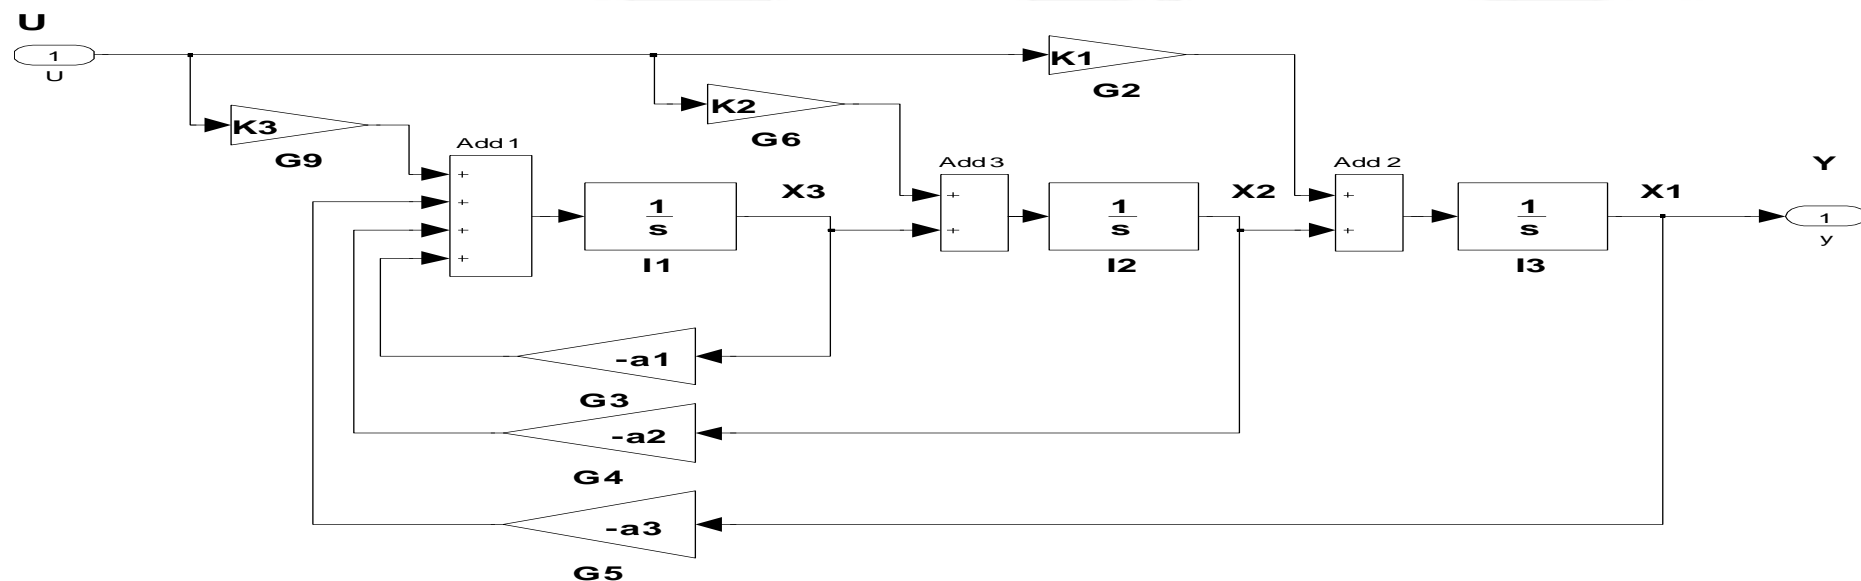 U
1
U
K1
G2
K2
G6
K3
G9
Add 1
+
+
+
+
1
s
I1
X3
Add 3
+
+
1
s
I2
X2
Add 2
+
+
1
s
I3
X1
Y
1
y
-a1
G3
-a2
G4
-a3
G5